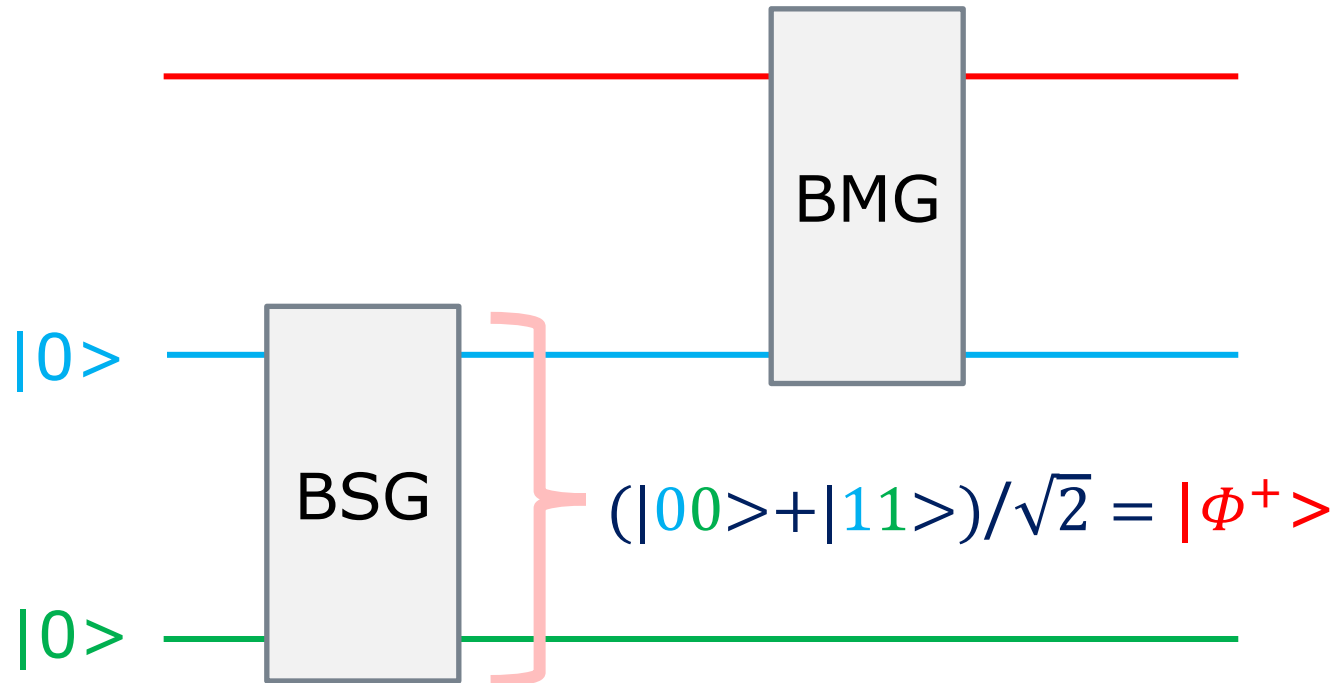 BMG
|0>
BSG
(|00>+|11>)/√2 = |Φ⁺>
|0>